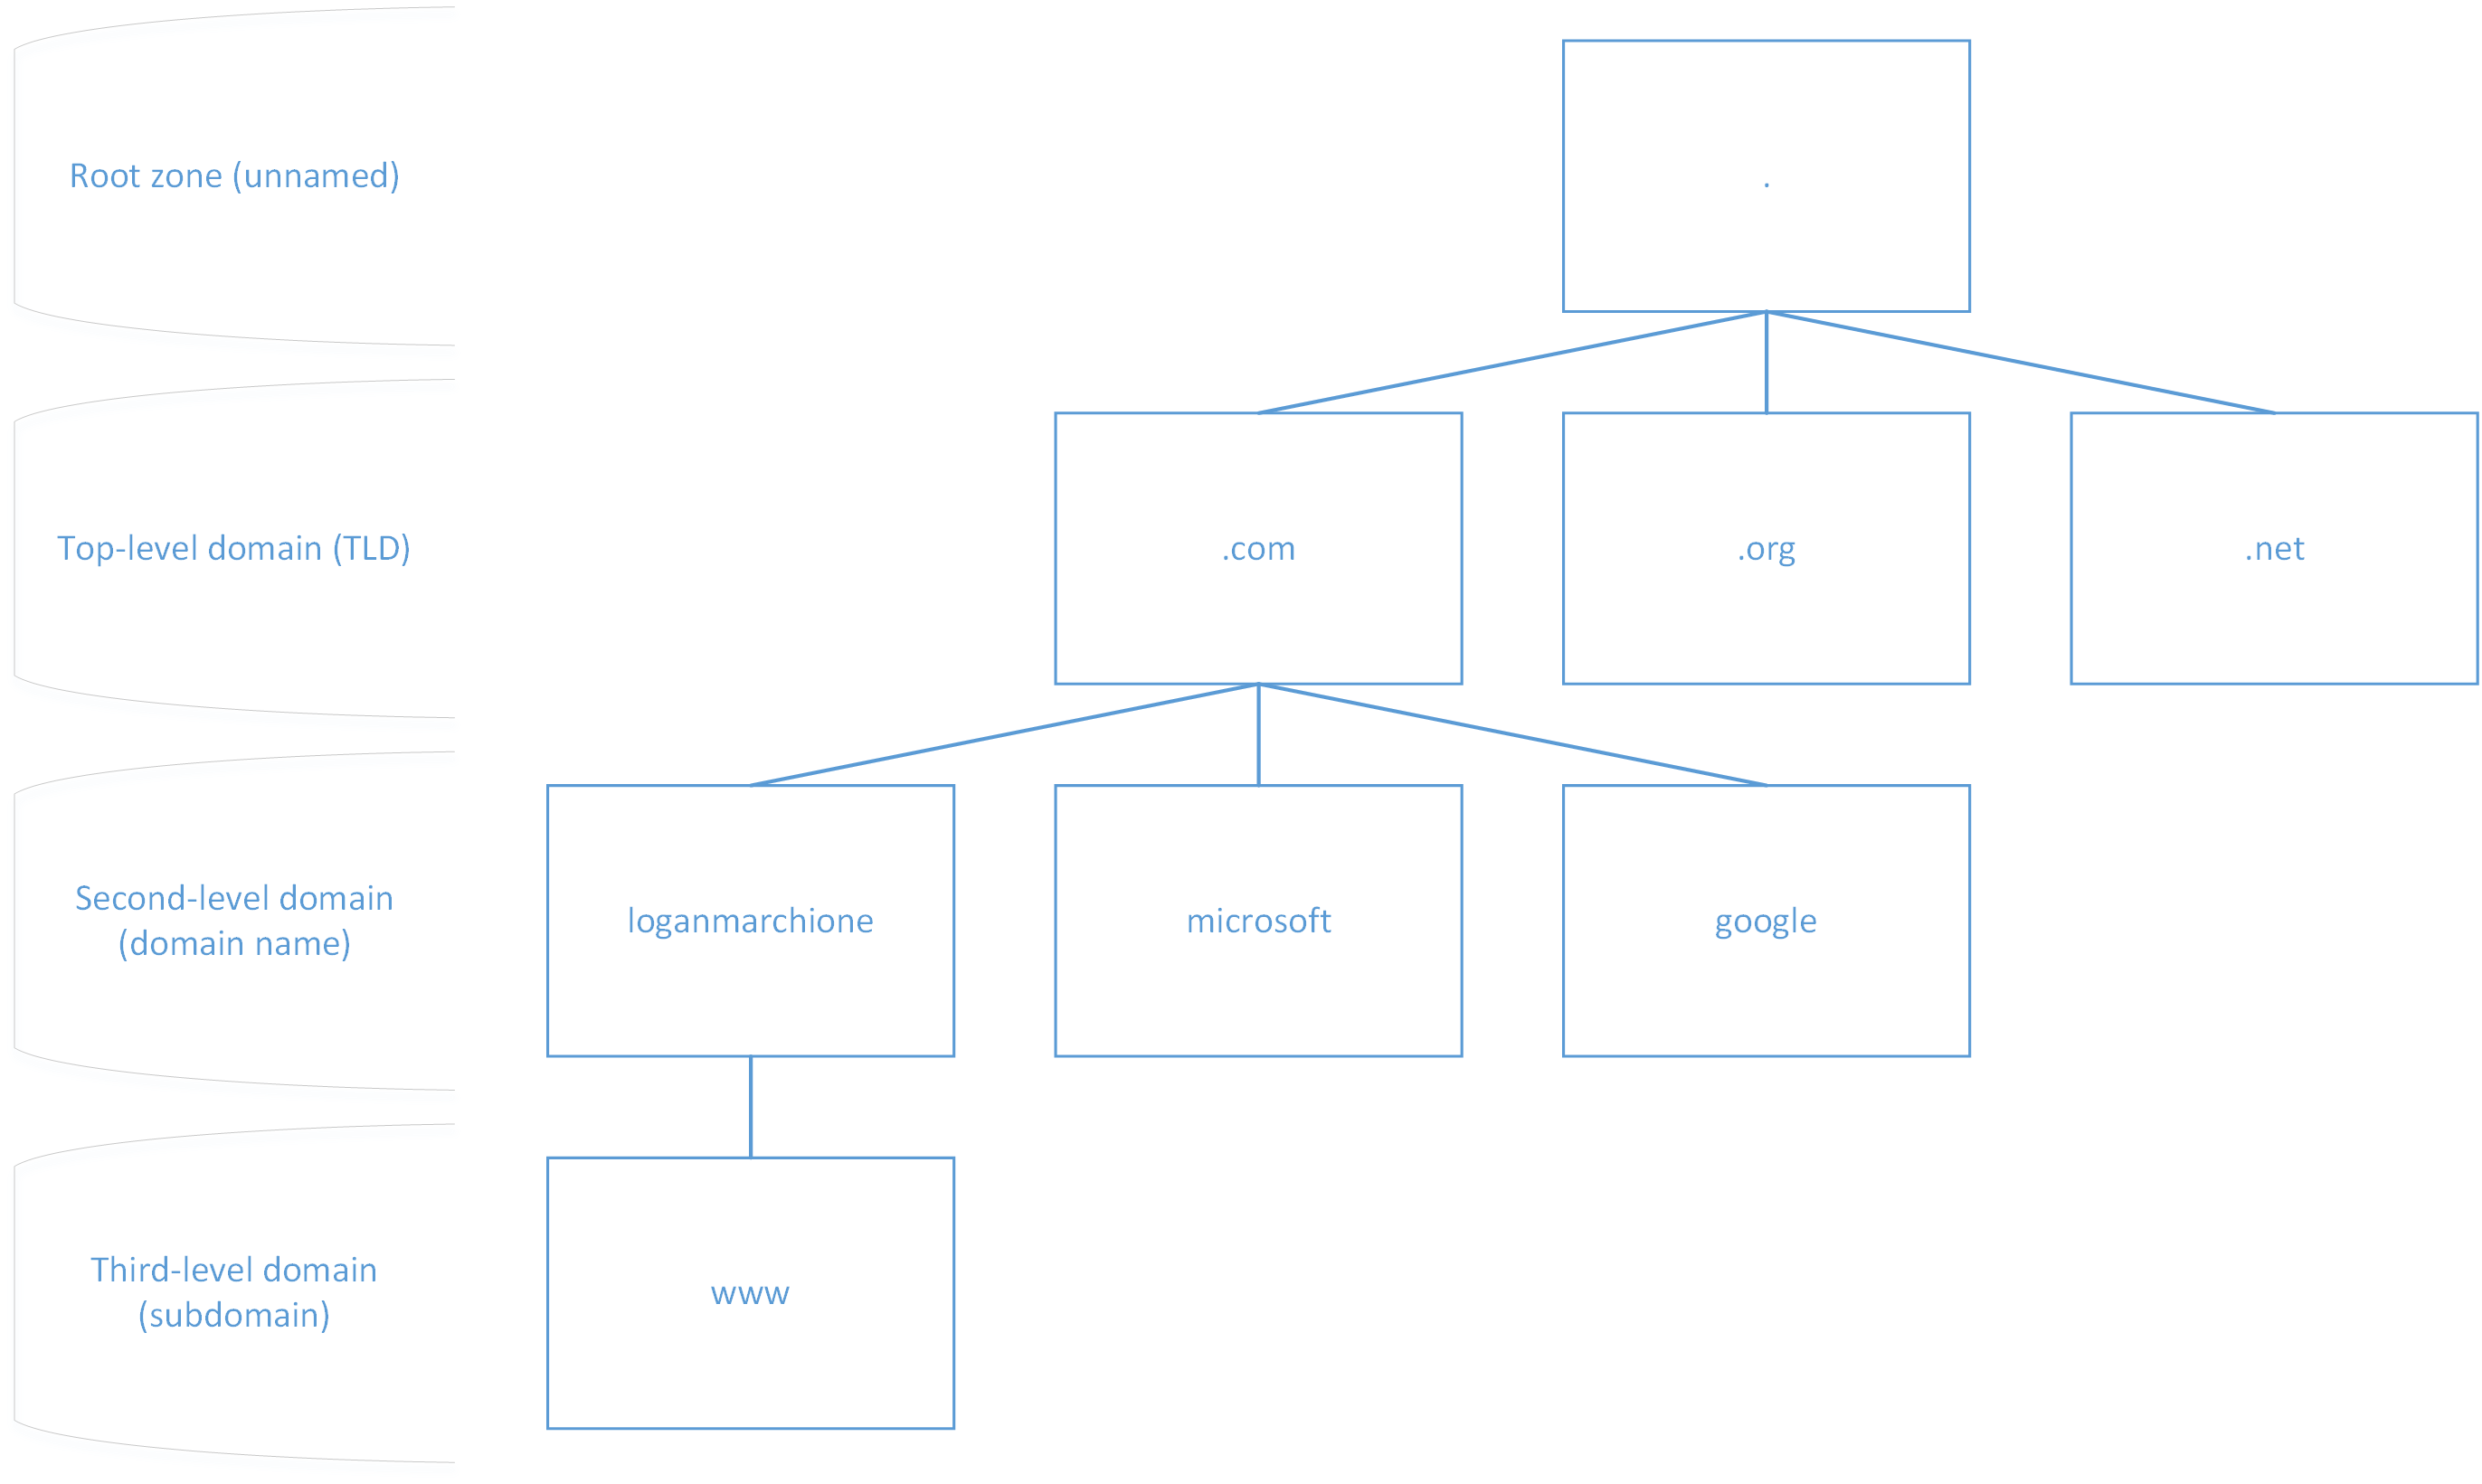 Root zone (unnamed)
.
Top-level domain (TLD)
.com
.org
.net
Second-level domain
(domain name)
loganmarchione
microsoft
google
Third-level domain
(subdomain)
www